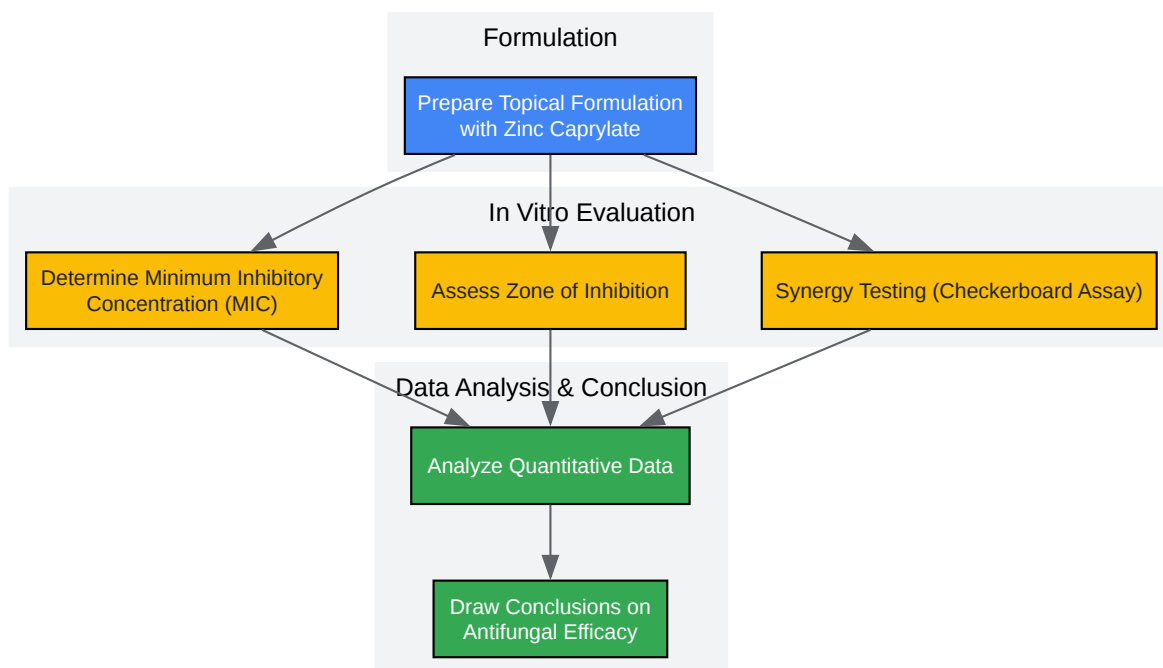 Formulation
Prepare Topical Formulation
with Zinc Caprylate
In Vitro Evaluation
Determine Minimum Inhibitory
Concentration (MIC)
Assess Zone of Inhibition
Synergy Testing (Checkerboard Assay)
Data Analysis & Conclusion
Analyze Quantitative Data
Draw Conclusions on
Antifungal Efficacy